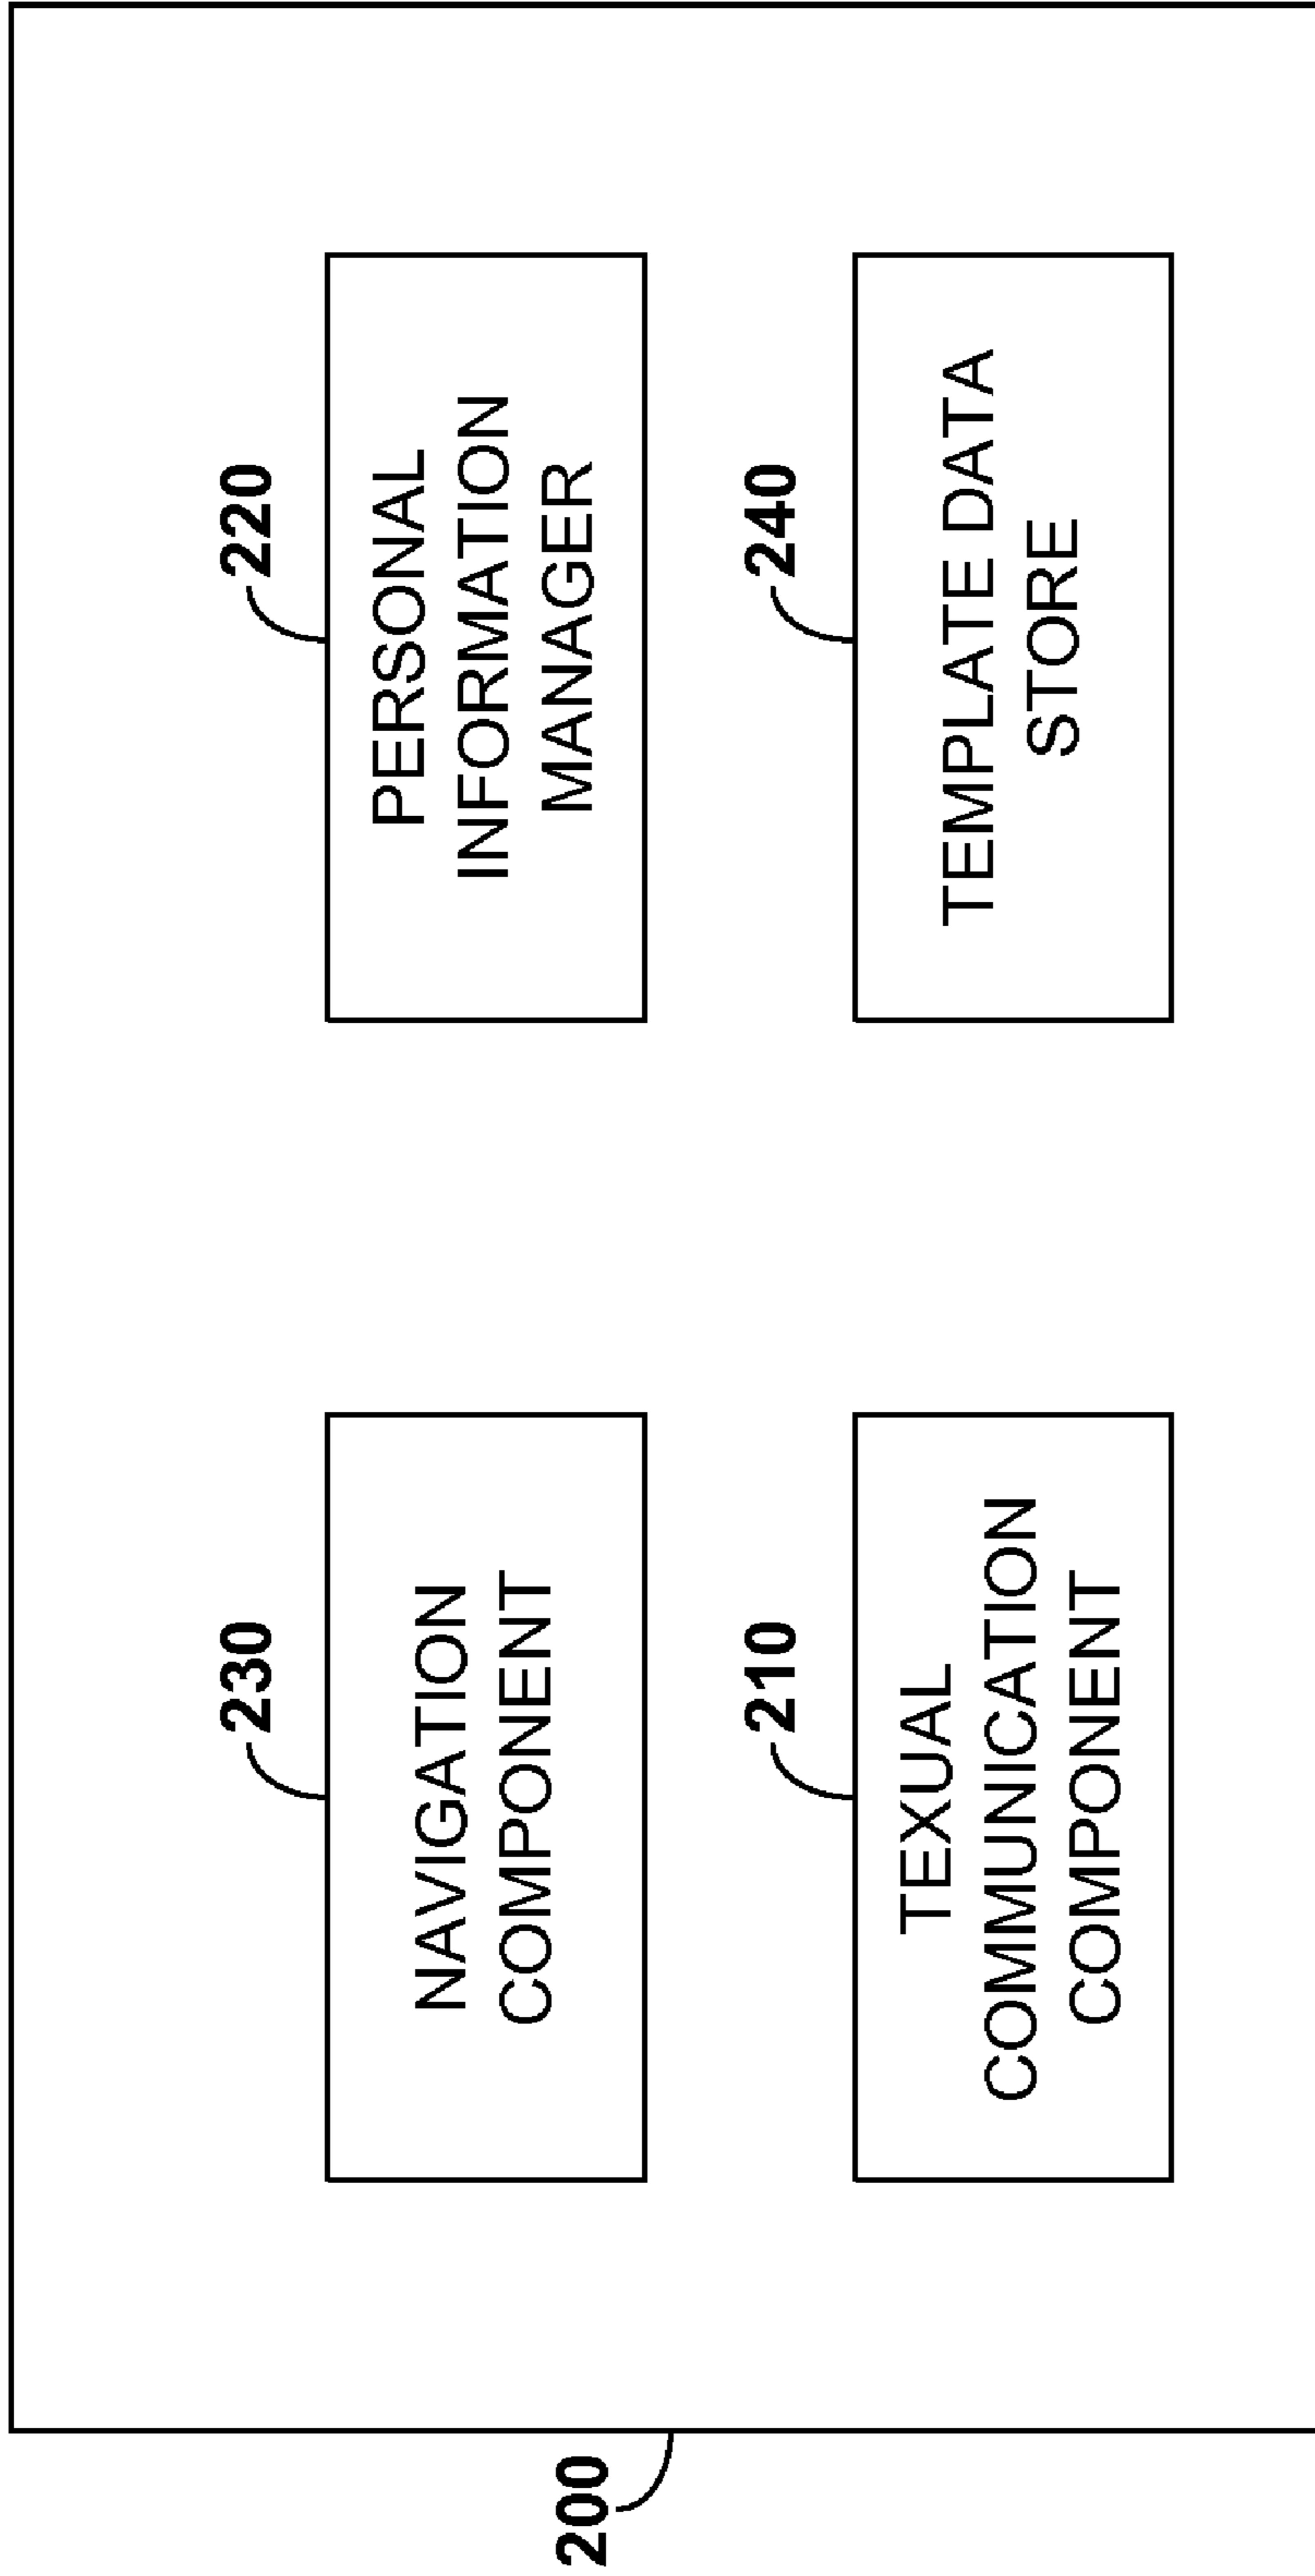 200
230
NAVIGATION
COMPONENT
220
PERSONAL
INFORMATION
MANAGER
210
TEXUAL
COMMUNICATION
COMPONENT
240
TEMPLATE DATA
STORE